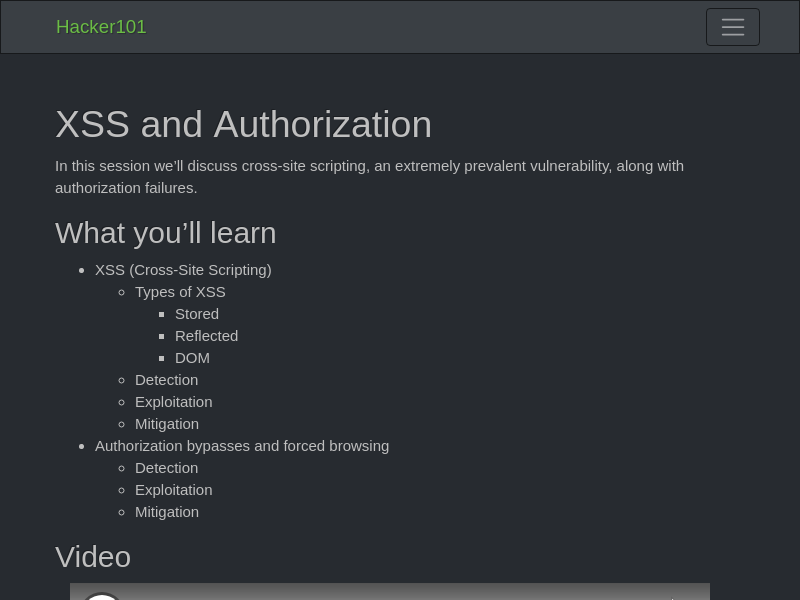 Hacker101
XSS and Authorization
In this session we’ll discuss cross-site scripting, an extremely prevalent vulnerability, along with
authorization failures.
What you’ll learn
XSS (Cross-Site Scripting)
Types of XSS
Stored
Reflected
DOM
Detection
Exploitation
Mitigation
Authorization bypasses and forced browsing
Detection
Exploitation
Mitigation
Video